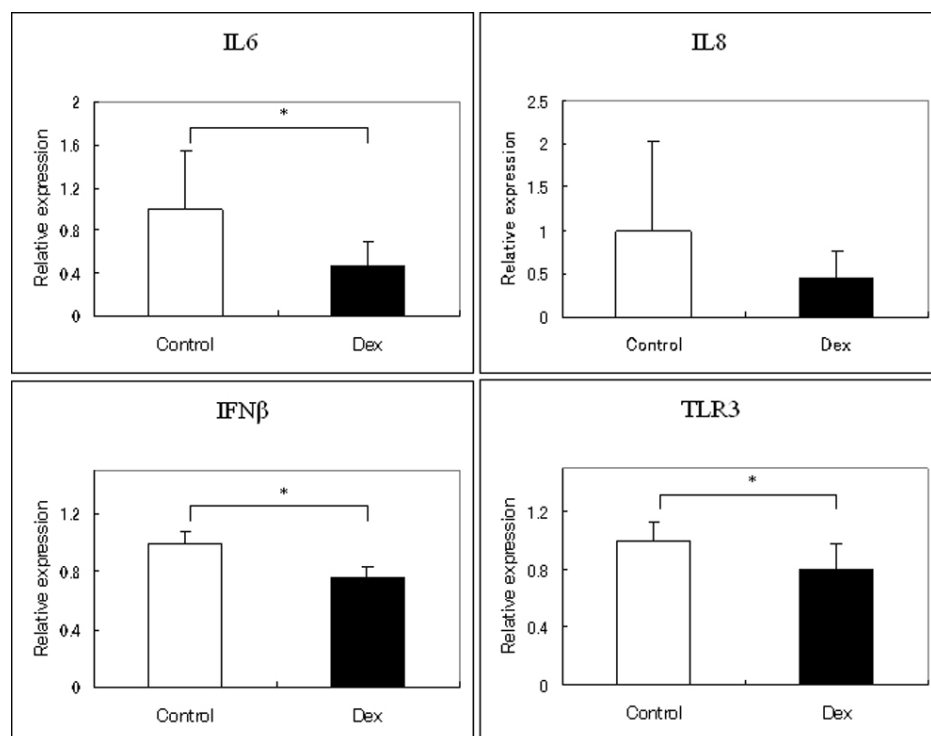 IL6
2
1.6
1.2
0.8
0.4
0
Relative expression
*
Control Dex
IL8
2.5
2
1.5
1
0.5
0
Relative expression
Control Dex
IFNβ
1.2
0.8
0.4
0
Relative expression
*
Control Dex
TLR3
1.2
0.8
0.4
0
Relative expression
*
Control Dex